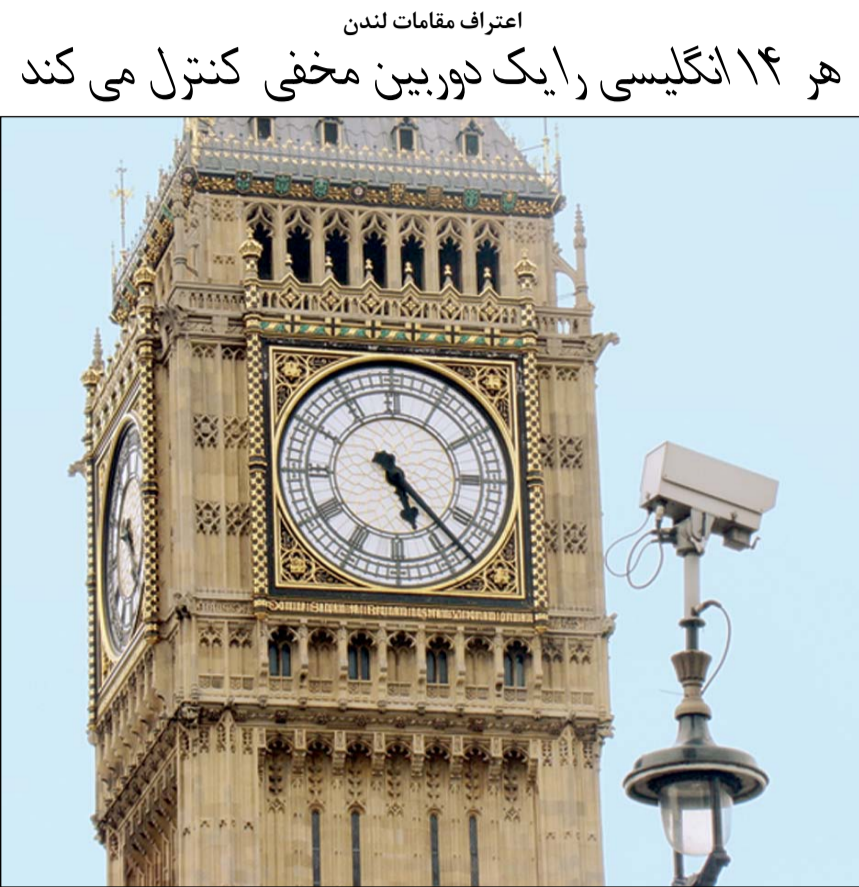 اعتراف مقامات لندن
هر ۱۴ انگلیسی را یک دوربین مخفی کنترل می کند